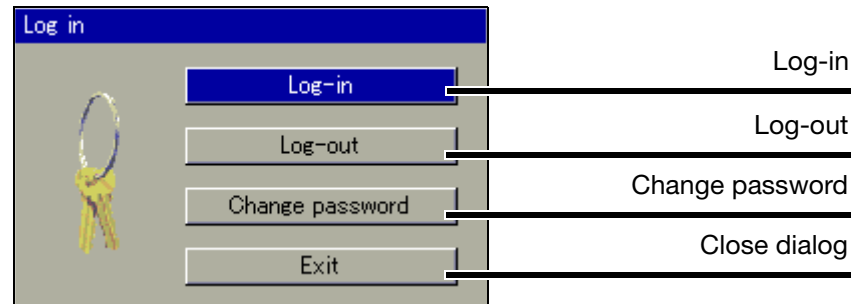 Log in
Log-in
Log-in
Log-out
Log-out
Change password
Change password
Exit
Close dialog